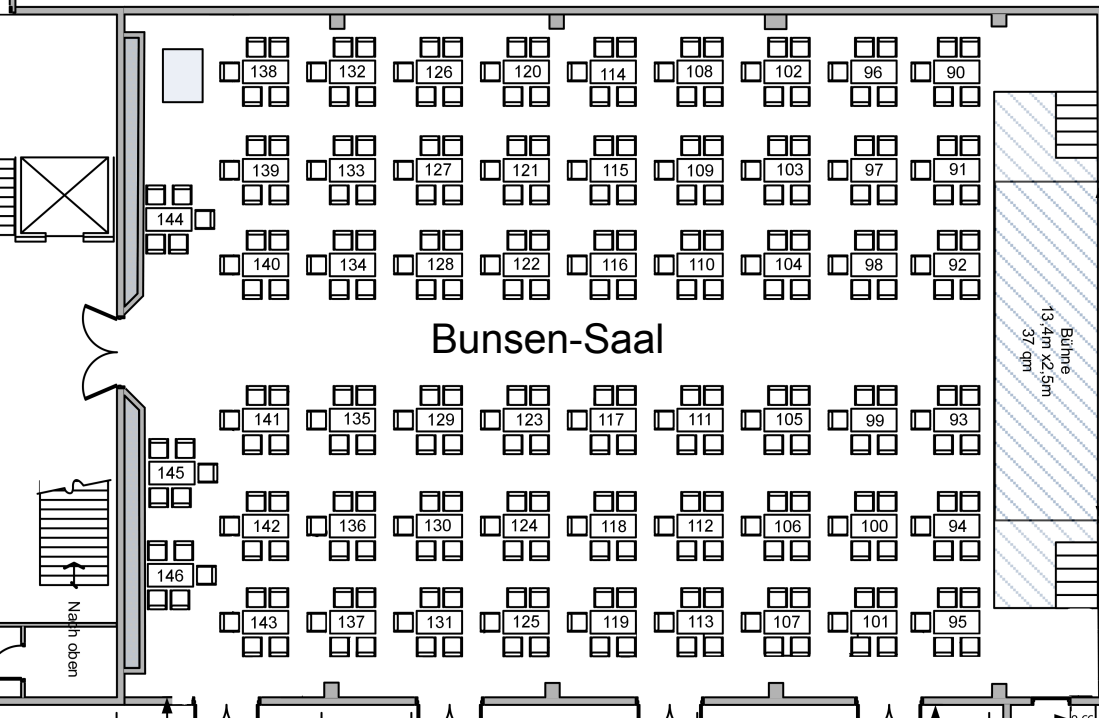 138 132 126 120 114 108 102 96 90
139 133 127 121 115 109 103 97 91
144
140 134 128 122 116 110 104 98 92
Bunsen-Saal
Bühne
13,4m x2,5m
37 qm
141 135 129 123 117 111 105 99 93
145
142 136 130 124 118 112 106 100 94
146
143 137 131 125 119 113 107 101 95
Nach oben